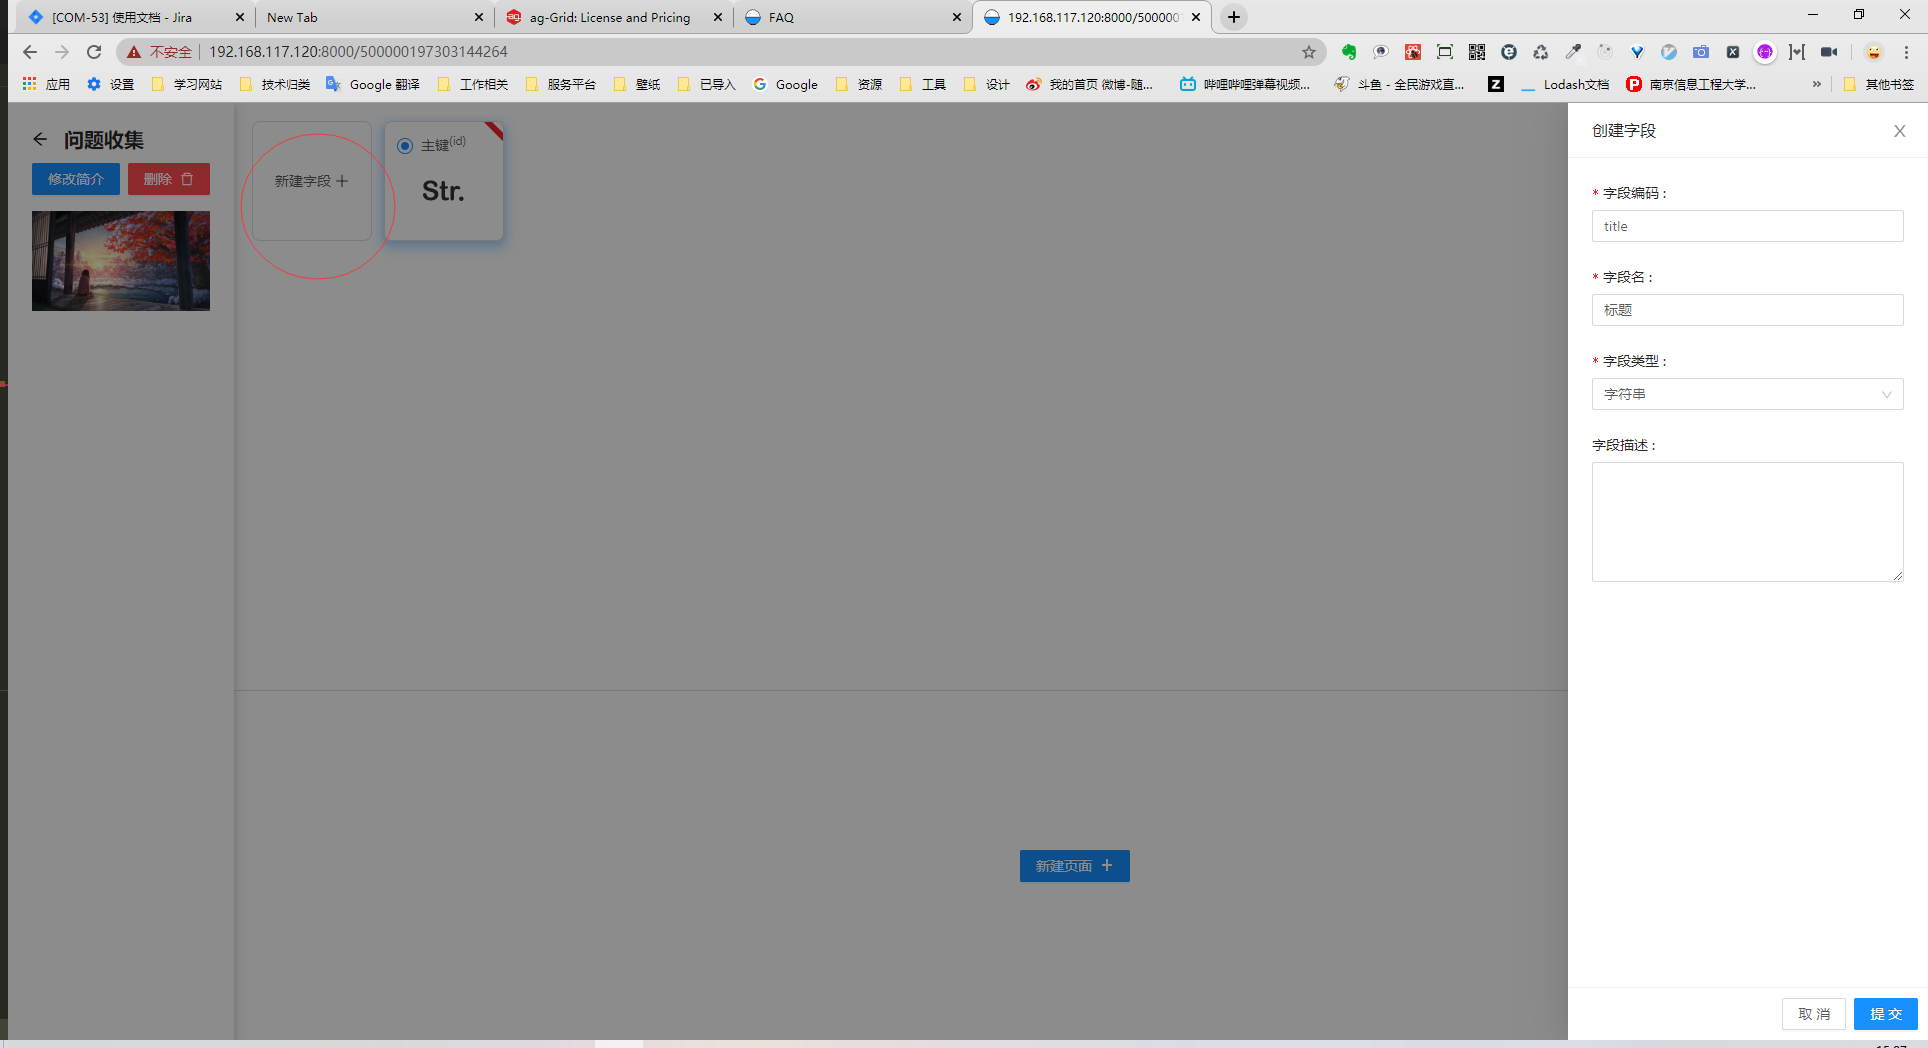 [COM-53] 使用文档 - Jira
New Tab
ag-Grid: License and Pricing
FAQ
192.168.117.120:8000/50000
不安全
192.168.117.120:8000/500000197303144264
应用
设置
学习网站
技术归类
Google 翻译
工作相关
服务平台
壁纸
已导入
Google
资源
工具
设计
我的首页 微博-随...
哔哩哔哩弹幕视频...
斗鱼 - 全民游戏直...
Lodash文档
南京信息工程大学...
»
其他书签
问题收集
修改简介
删除
新建字段
主键(id)
Str.
新建页面
创建字段
* 字段编码 :
title
* 字段名 :
标题
* 字段类型 :
字符串
字段描述 :
取 消
提 交